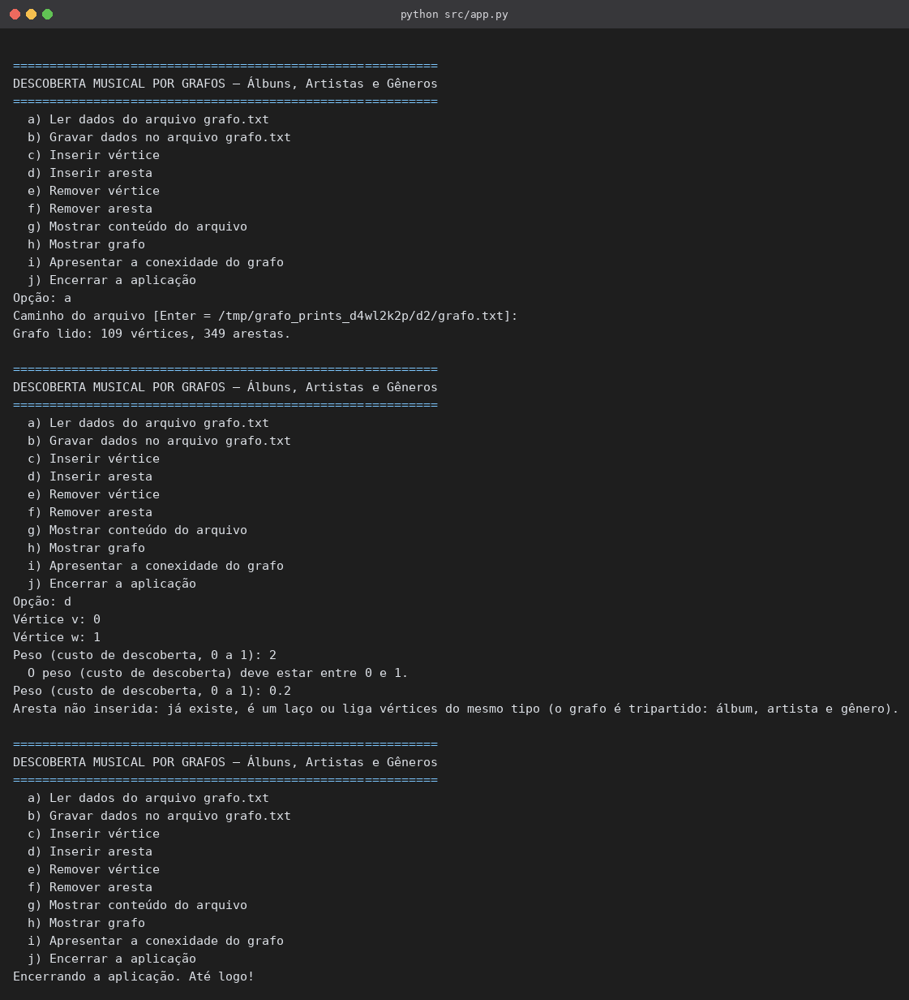 python src/app.py
==========================================================
DESCOBERTA MUSICAL POR GRAFOS — Álbuns, Artistas e Gêneros
==========================================================
  a) Ler dados do arquivo grafo.txt
  b) Gravar dados no arquivo grafo.txt
  c) Inserir vértice
  d) Inserir aresta
  e) Remover vértice
  f) Remover aresta
  g) Mostrar conteúdo do arquivo
  h) Mostrar grafo
  i) Apresentar a conexidade do grafo
  j) Encerrar a aplicação
Opção: a
Caminho do arquivo [Enter = /tmp/grafo_prints_d4wl2k2p/d2/grafo.txt]:
Grafo lido: 109 vértices, 349 arestas.
==========================================================
DESCOBERTA MUSICAL POR GRAFOS — Álbuns, Artistas e Gêneros
==========================================================
  a) Ler dados do arquivo grafo.txt
  b) Gravar dados no arquivo grafo.txt
  c) Inserir vértice
  d) Inserir aresta
  e) Remover vértice
  f) Remover aresta
  g) Mostrar conteúdo do arquivo
  h) Mostrar grafo
  i) Apresentar a conexidade do grafo
  j) Encerrar a aplicação
Opção: d
Vértice v: 0
Vértice w: 1
Peso (custo de descoberta, 0 a 1): 2
  O peso (custo de descoberta) deve estar entre 0 e 1.
Peso (custo de descoberta, 0 a 1): 0.2
Aresta não inserida: já existe, é um laço ou liga vértices do mesmo tipo (o grafo é tripartido: álbum, artista e gênero).
==========================================================
DESCOBERTA MUSICAL POR GRAFOS — Álbuns, Artistas e Gêneros
==========================================================
  a) Ler dados do arquivo grafo.txt
  b) Gravar dados no arquivo grafo.txt
  c) Inserir vértice
  d) Inserir aresta
  e) Remover vértice
  f) Remover aresta
  g) Mostrar conteúdo do arquivo
  h) Mostrar grafo
  i) Apresentar a conexidade do grafo
  j) Encerrar a aplicação
Encerrando a aplicação. Até logo!